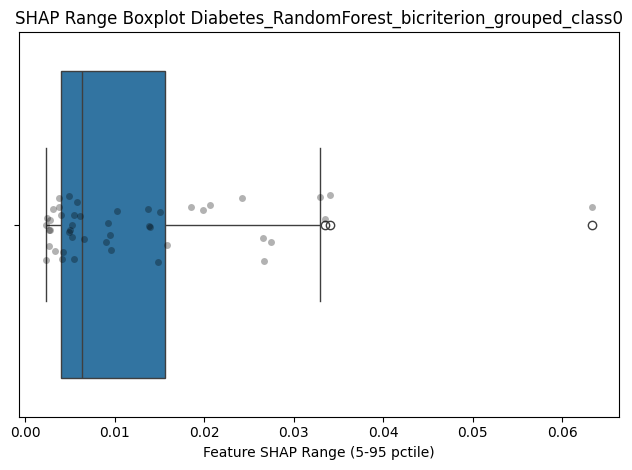 SHAP Range Boxplot Diabetes_RandomForest_bicriterion_grouped_class0
0.00 0.01 0.02 0.03 0.04 0.05 0.06
Feature SHAP Range (5-95 pctile)